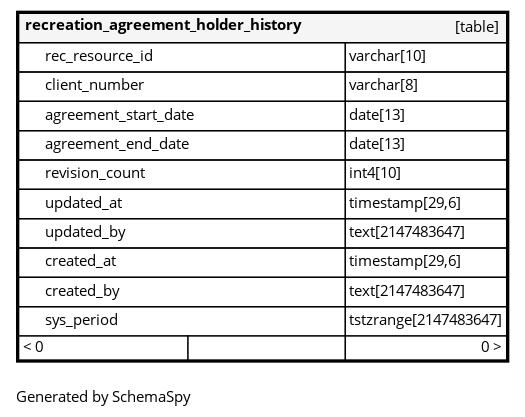 recreation_agreement_holder_history [table]
rec_resource_id varchar[10]
client_number varchar[8]
agreement_start_date date[13]
agreement_end_date date[13]
revision_count int4[10]
updated_at timestamp[29,6]
updated_by text[2147483647]
created_at timestamp[29,6]
created_by text[2147483647]
sys_period tstzrange[2147483647]
< 0 0 >
Generated by SchemaSpy